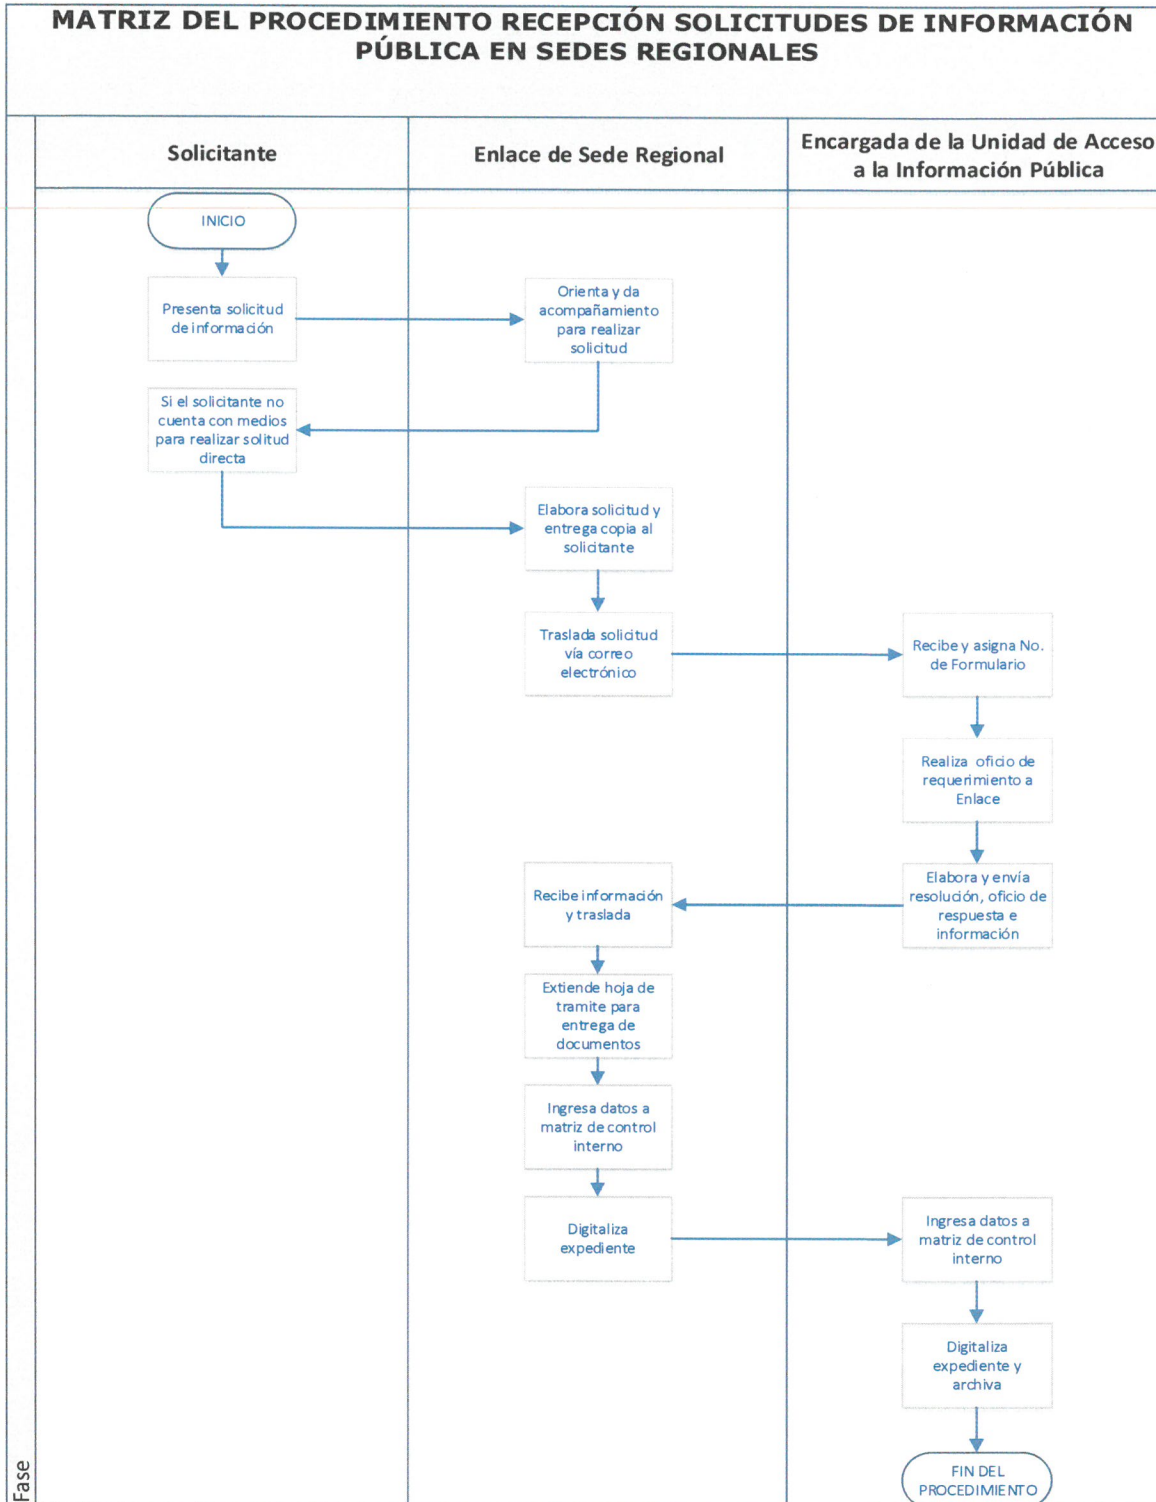 MATRIZ DEL PROCEDIMIENTO RECEPCIÓN SOLICITUDES DE INFORMACIÓN
PÚBLICA EN SEDES REGIONALES
Solicitante
Enlace de Sede Regional
Encargada de la Unidad de Acceso
a la Información Pública
INICIO
Presenta solicitud
de información
Orienta y da
acompañamiento
para realizar
solicitud
Si el solicitante no
cuenta con medios
para realizar solitud
directa
Elabora solicitud y
entrega copia al
solicitante
Traslada solicitud
vía correo
electrónico
Recibe y asigna No.
de Formulario
Realiza oficio de
requerimiento a
Enlace
Elabora y envía
resolución, oficio de
respuesta e
información
Recibe información
y traslada
Extiende hoja de
tramite para
entrega de
documentos
Ingresa datos a
matriz de control
interno
Digitaliza
expediente
Ingresa datos a
matriz de control
interno
Digitaliza
expediente y
archiva
FIN DEL
PROCEDIMIENTO
Fase